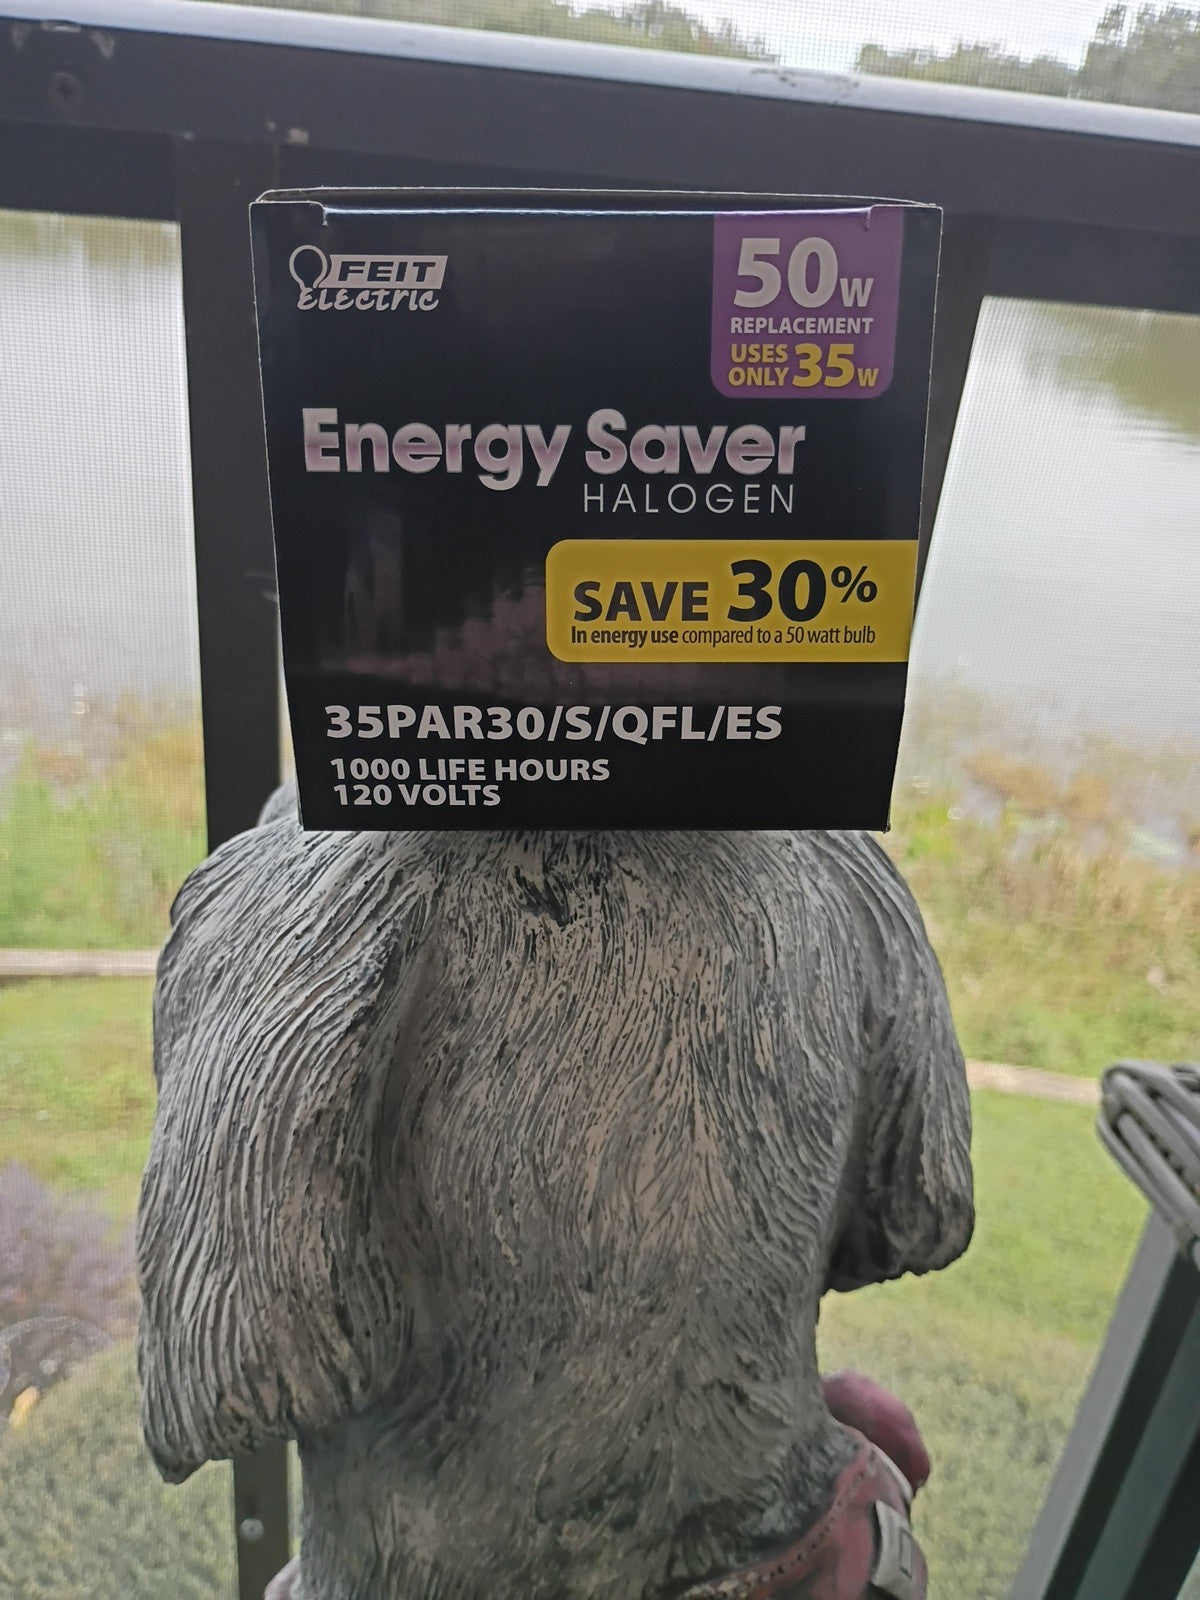 FEIT
ELECTRIC
50W
REPLACEMENT
USES
ONLY 35W
Energy Saver
HALOGEN
SAVE 30%
In energy use compared to a 50 watt bulb
35PAR30/S/QFL/ES
1000 LIFE HOURS
120 VOLTS